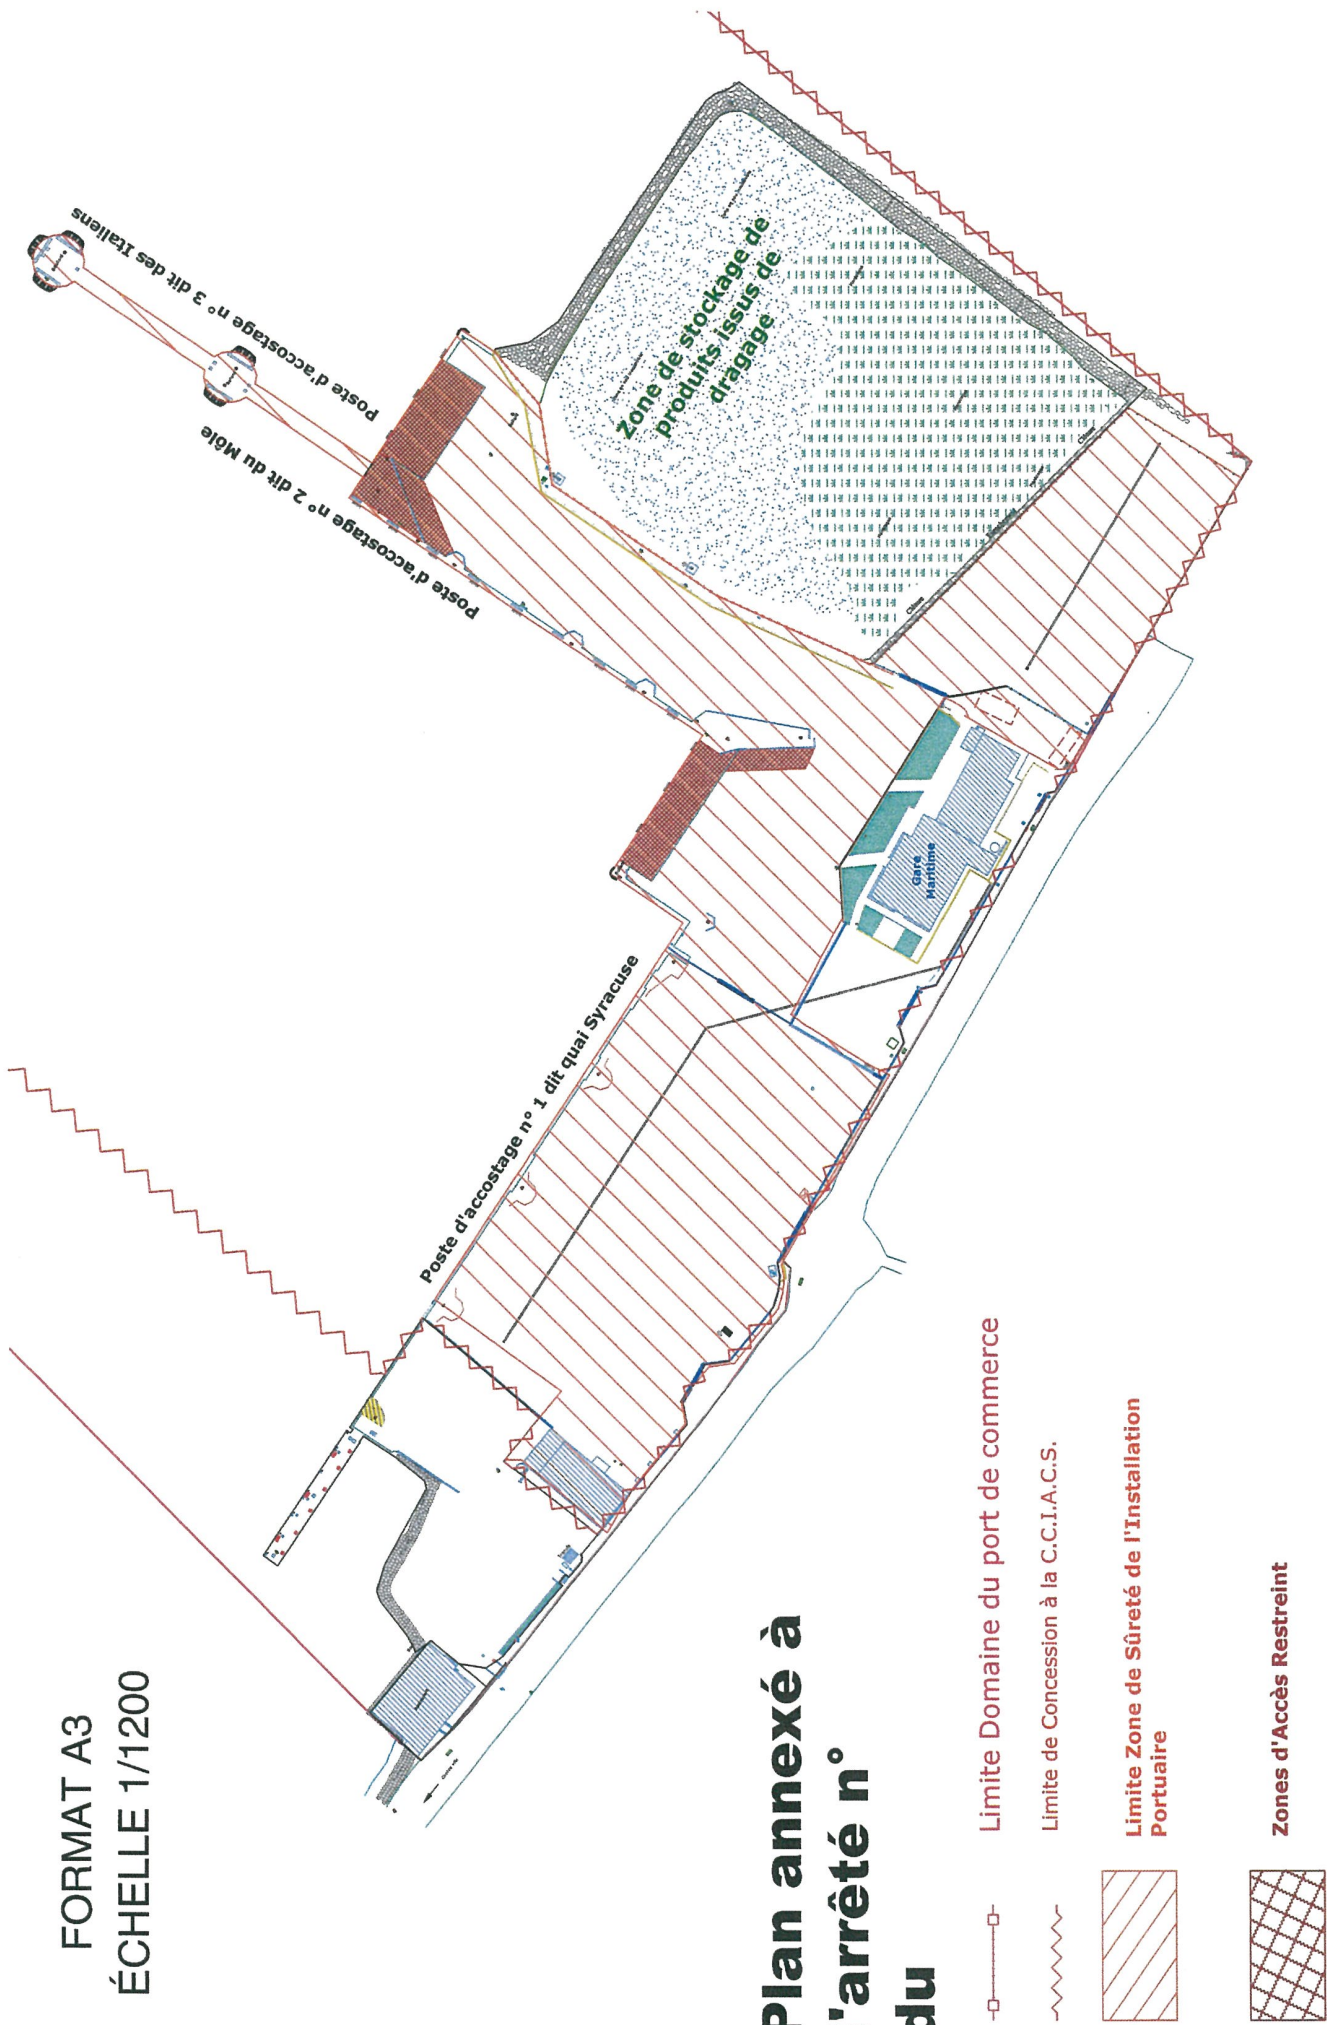 FORMAT A3
ÉCHELLE 1/1200
Plan annexé à
l'arrêté n°
du
Limite Domaine du port de commerce
Limite de Concession à la C.C.I.A.C.S.
Limite Zone de Sûreté de l'Installation
Portuaire
Zones d'Accès Restreint
Poste d'accostage n° 1 dit quai Syracuse
Poste d'accostage n° 2 dit du Môle
Poste d'accostage n° 3 dit des Italiens
Zone de stockage de
produits issus de
dragage
Gare
Maritime
Clôture
Clôture